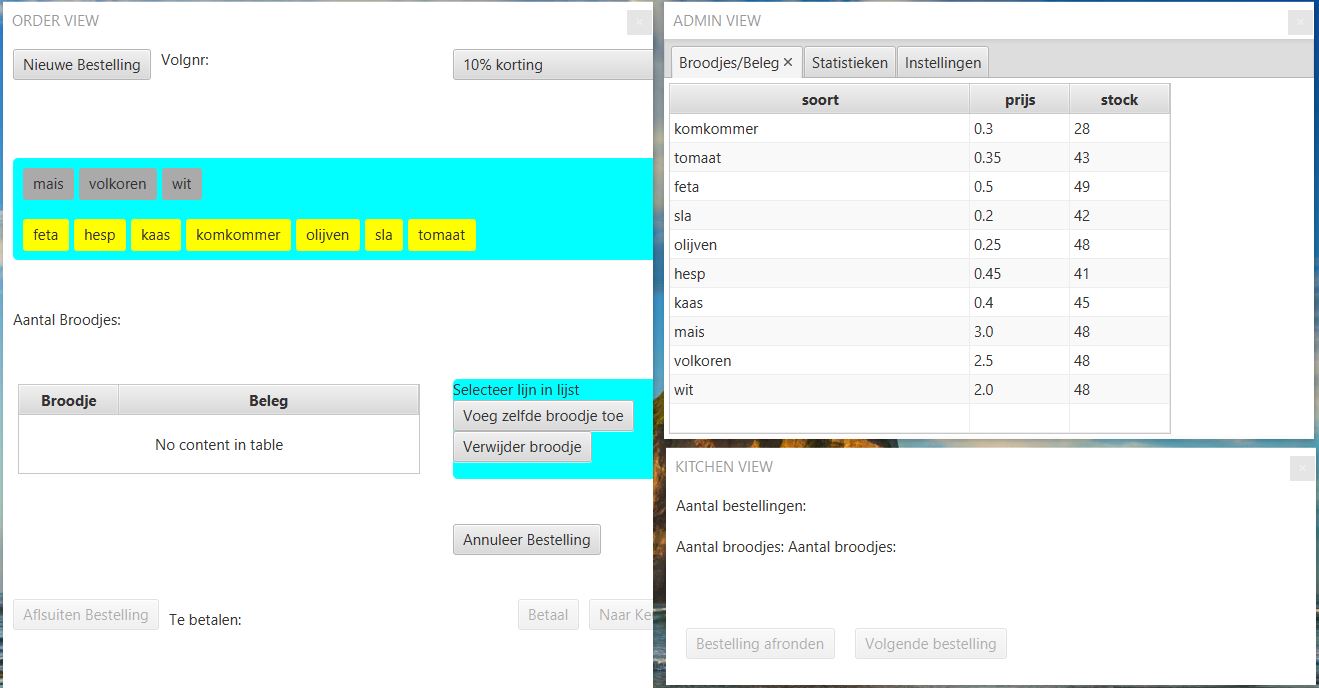 ORDER VIEW
Nieuwe Bestelling Volgnr: 10% korting
mais volkoren wit
feta hesp kaas komkommer olijven sla tomaat
Aantal Broodjes:
Broodje Beleg
No content in table
Selecteer lijn in lijst
Voeg zelfde broodje toe
Verwijder broodje
Annuleer Bestelling
Aflsuiten Bestelling Te betalen: Betaal Naar Ke
ADMIN VIEW
Broodjes/Beleg Statistieken Instellingen
soort prijs stock
komkommer 0.3 28
tomaat 0.35 43
feta 0.5 49
sla 0.2 42
olijven 0.25 48
hesp 0.45 41
kaas 0.4 45
mais 3.0 48
volkoren 2.5 48
wit 2.0 48
KITCHEN VIEW
Aantal bestellingen:
Aantal broodjes: Aantal broodjes:
Bestelling afronden Volgende bestelling